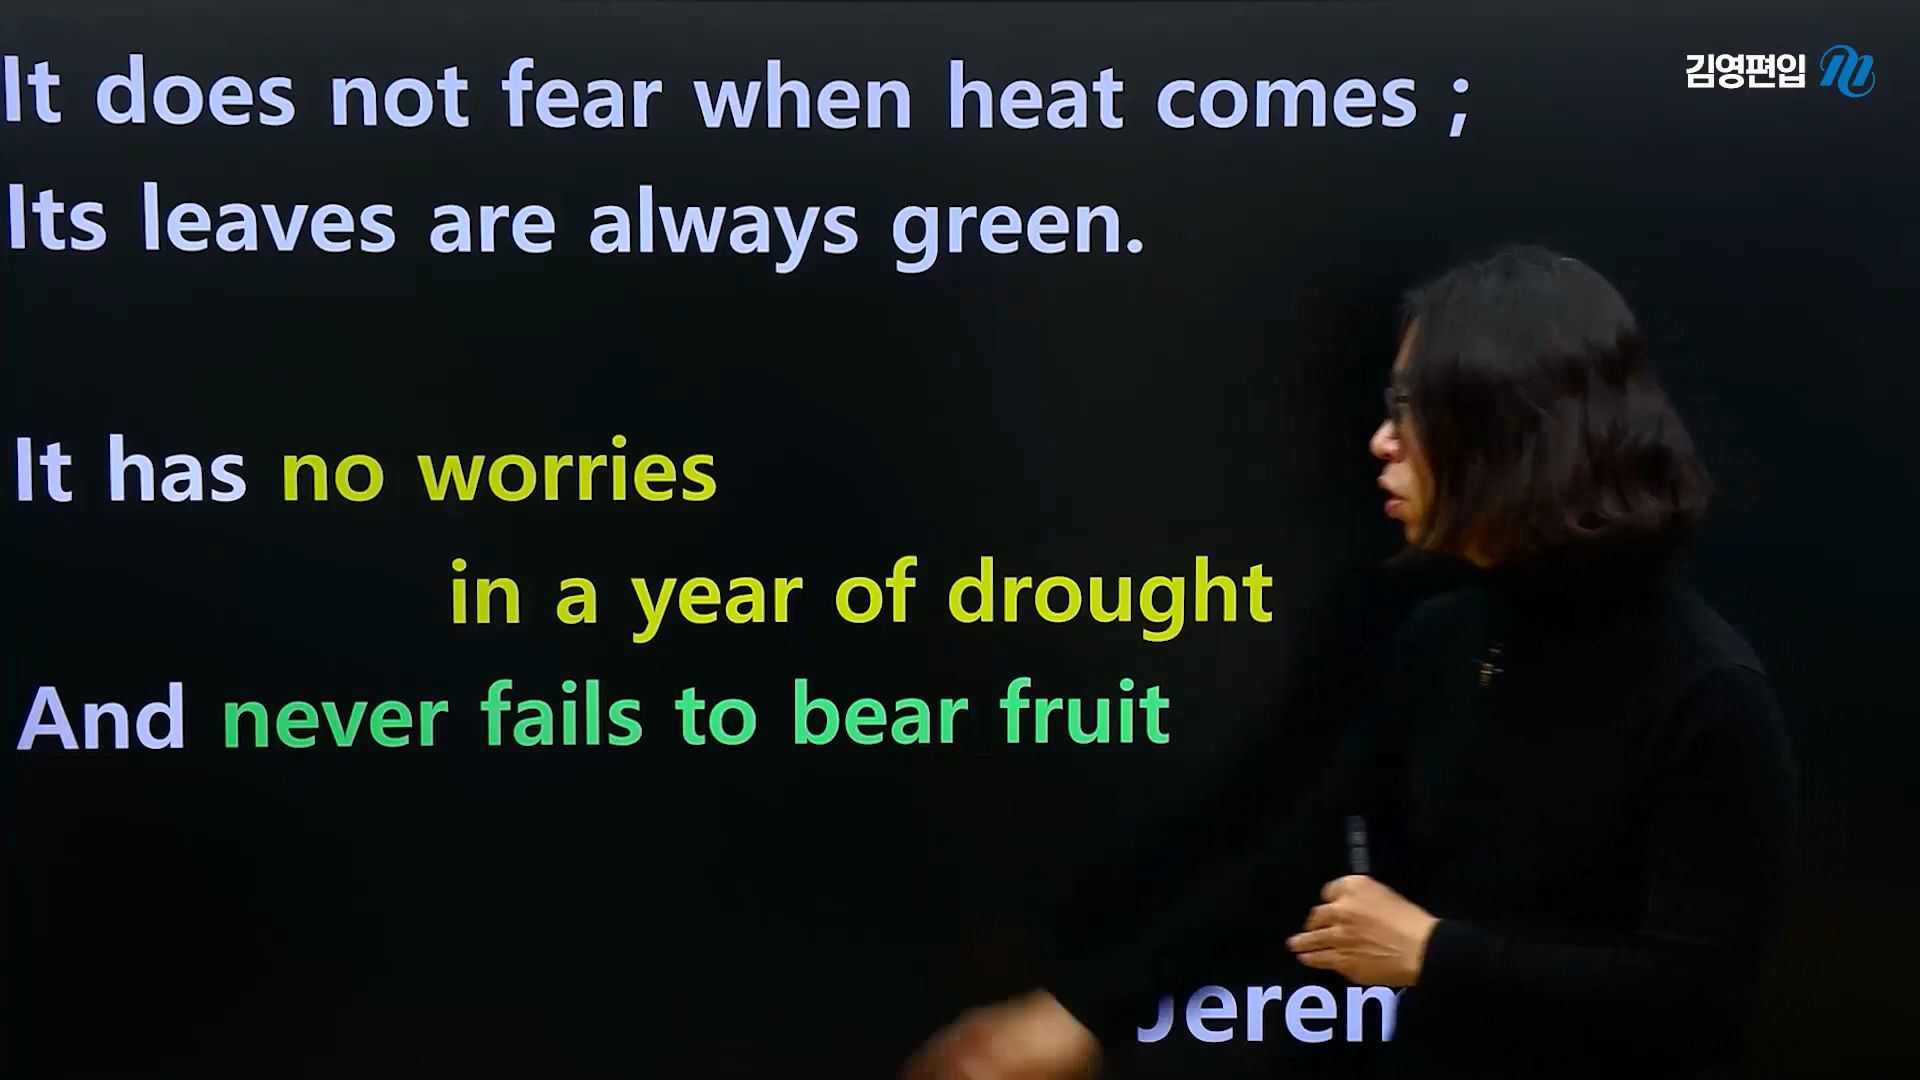 It does not fear when heat comes ;
김영편입
Its leaves are always green.
It has no worries
in a year of drought
And never fails to bear fruit